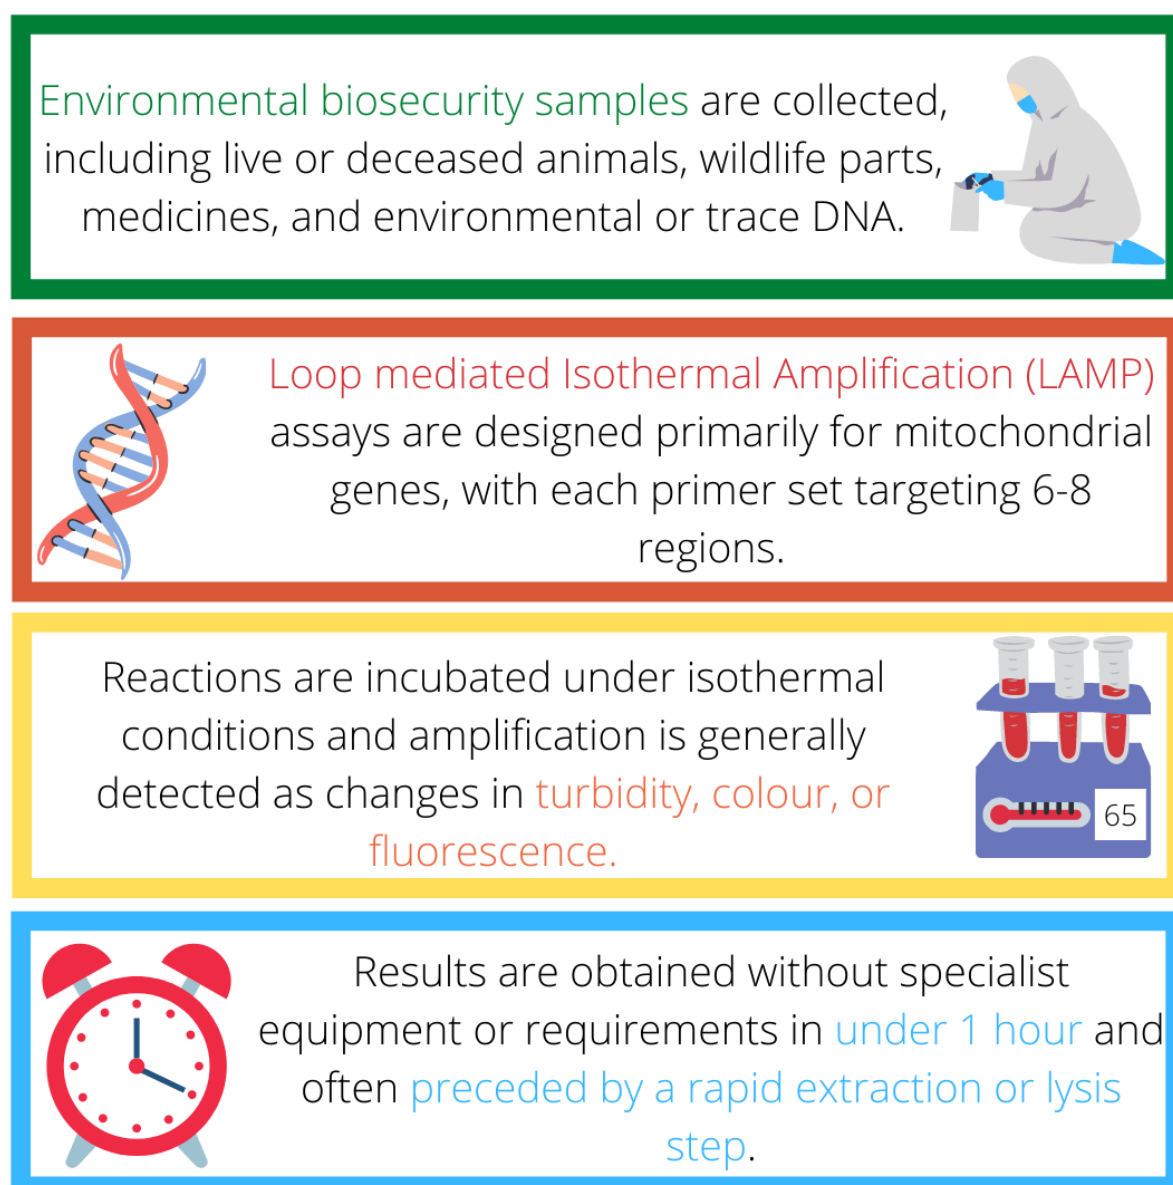 Environmental biosecurity samples are collected,
including live or deceased animals, wildlife parts,
medicines, and environmental or trace DNA.
Loop mediated Isothermal Amplification (LAMP)
assays are designed primarily for mitochondrial
genes, with each primer set targeting 6-8
regions.
Reactions are incubated under isothermal
conditions and amplification is generally
detected as changes in turbidity, colour, or
fluorescence.
65
Results are obtained without specialist
equipment or requirements in under 1 hour and
often preceded by a rapid extraction or lysis
step.